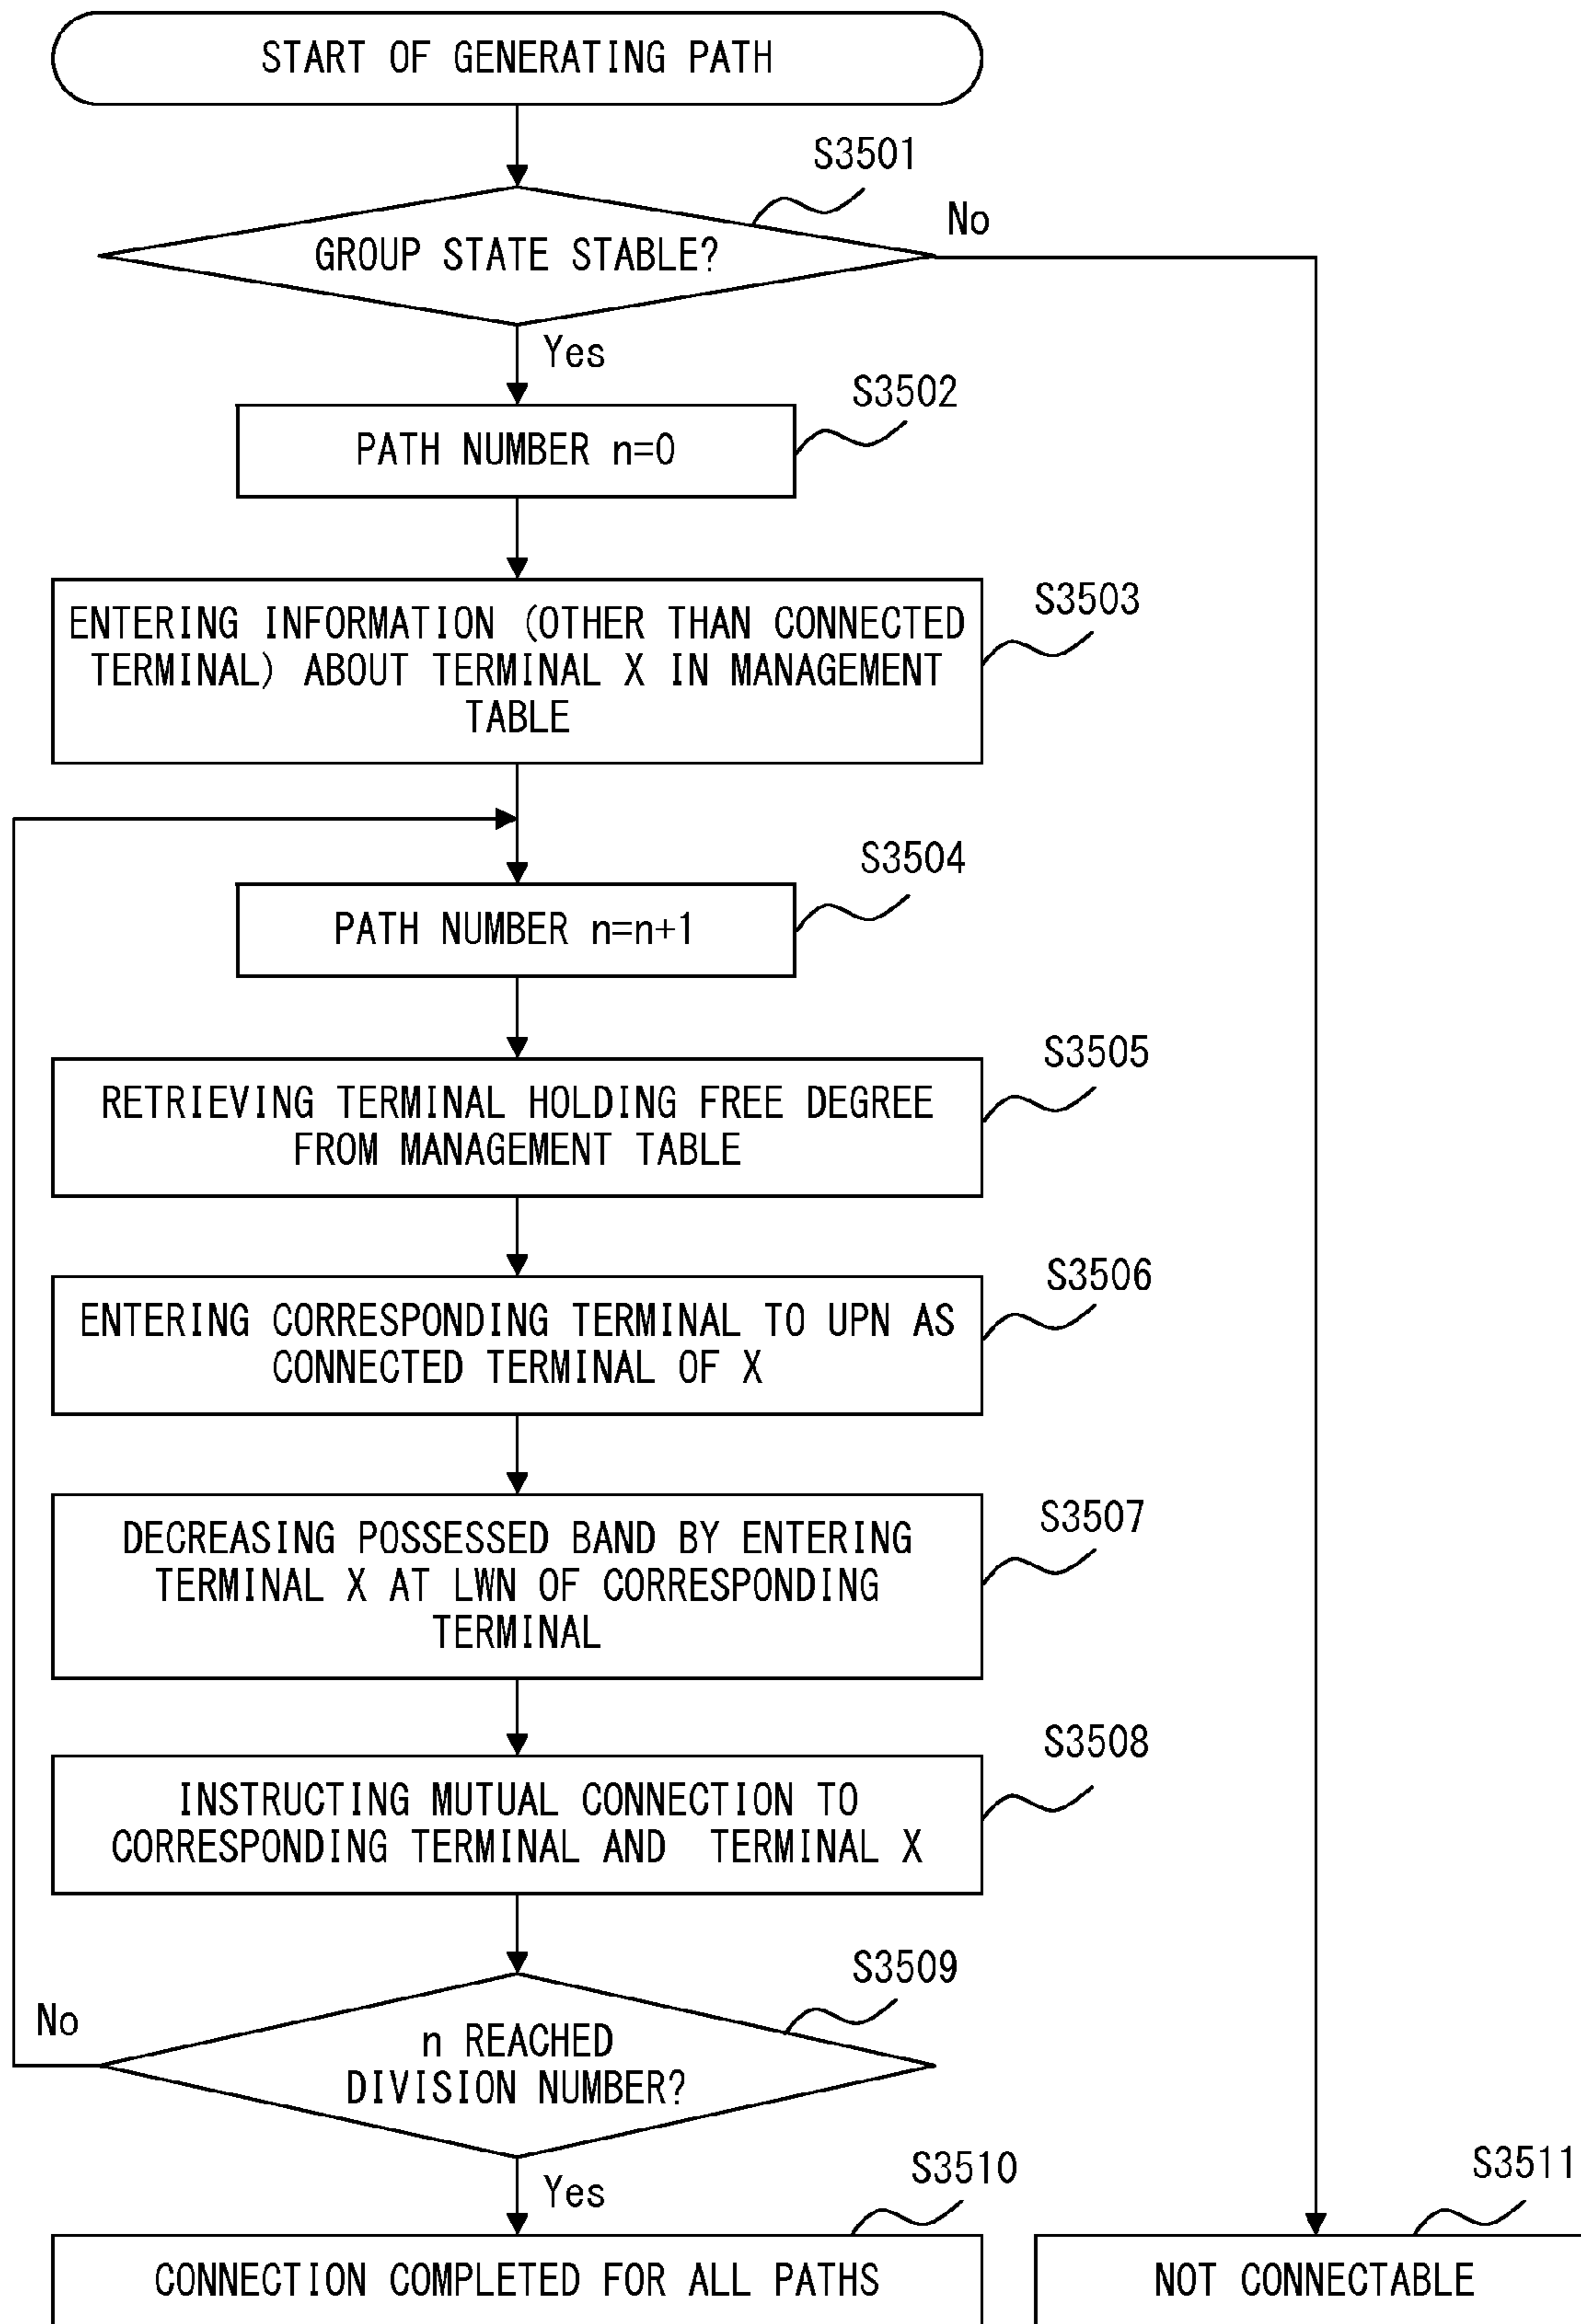 START OF GENERATING PATH
S3501
GROUP STATE STABLE?
No
Yes
S3502
PATH NUMBER n=0
S3503
ENTERING INFORMATION (OTHER THAN CONNECTED
TERMINAL) ABOUT TERMINAL X IN MANAGEMENT
TABLE
S3504
PATH NUMBER n=n+1
S3505
RETRIEVING TERMINAL HOLDING FREE DEGREE
FROM MANAGEMENT TABLE
S3506
ENTERING CORRESPONDING TERMINAL TO UPN AS
CONNECTED TERMINAL OF X
S3507
DECREASING POSSESSED BAND BY ENTERING
TERMINAL X AT LWN OF CORRESPONDING
TERMINAL
S3508
INSTRUCTING MUTUAL CONNECTION TO
CORRESPONDING TERMINAL AND TERMINAL X
S3509
No
n REACHED
DIVISION NUMBER?
Yes
S3510
S3511
CONNECTION COMPLETED FOR ALL PATHS
NOT CONNECTABLE